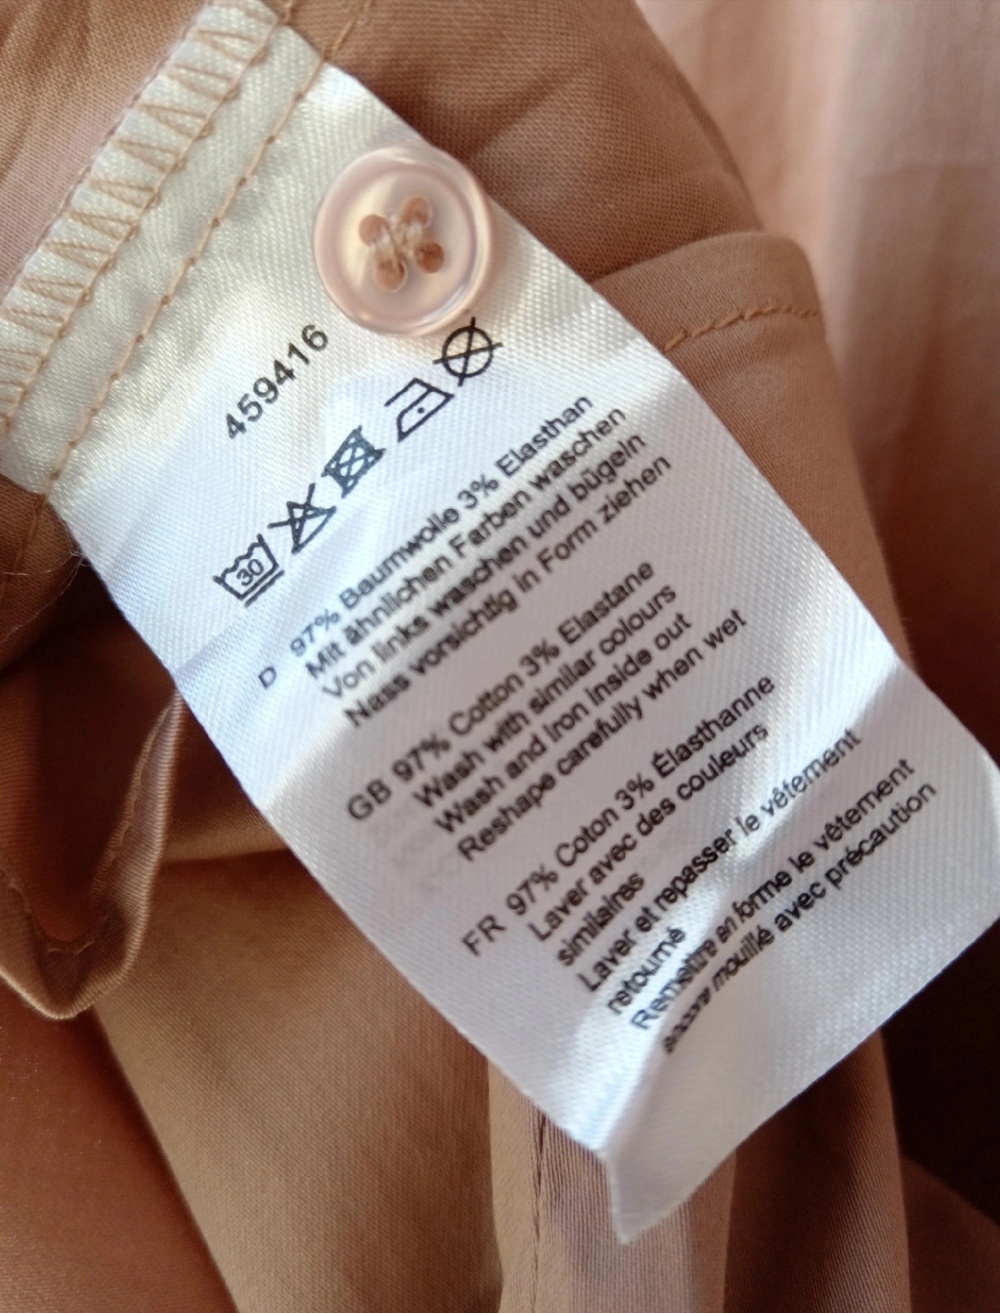 459416
30
D 97% Baumwolle 3% Elasthan
Mit ähnlichen Farben waschen
Von links waschen und bügeln
Nass vorsichtig in Form ziehen
GB 97% Cotton 3% Elastane
Wash with similar colours
Wash and iron inside out
Reshape carefully when wet
FR 97% Coton 3% Élasthanne
Laver avec des couleurs
similaires
Laver et repasser le vêtement
retourné
Remettre en forme le vêtement
encore mouillé avec précaution